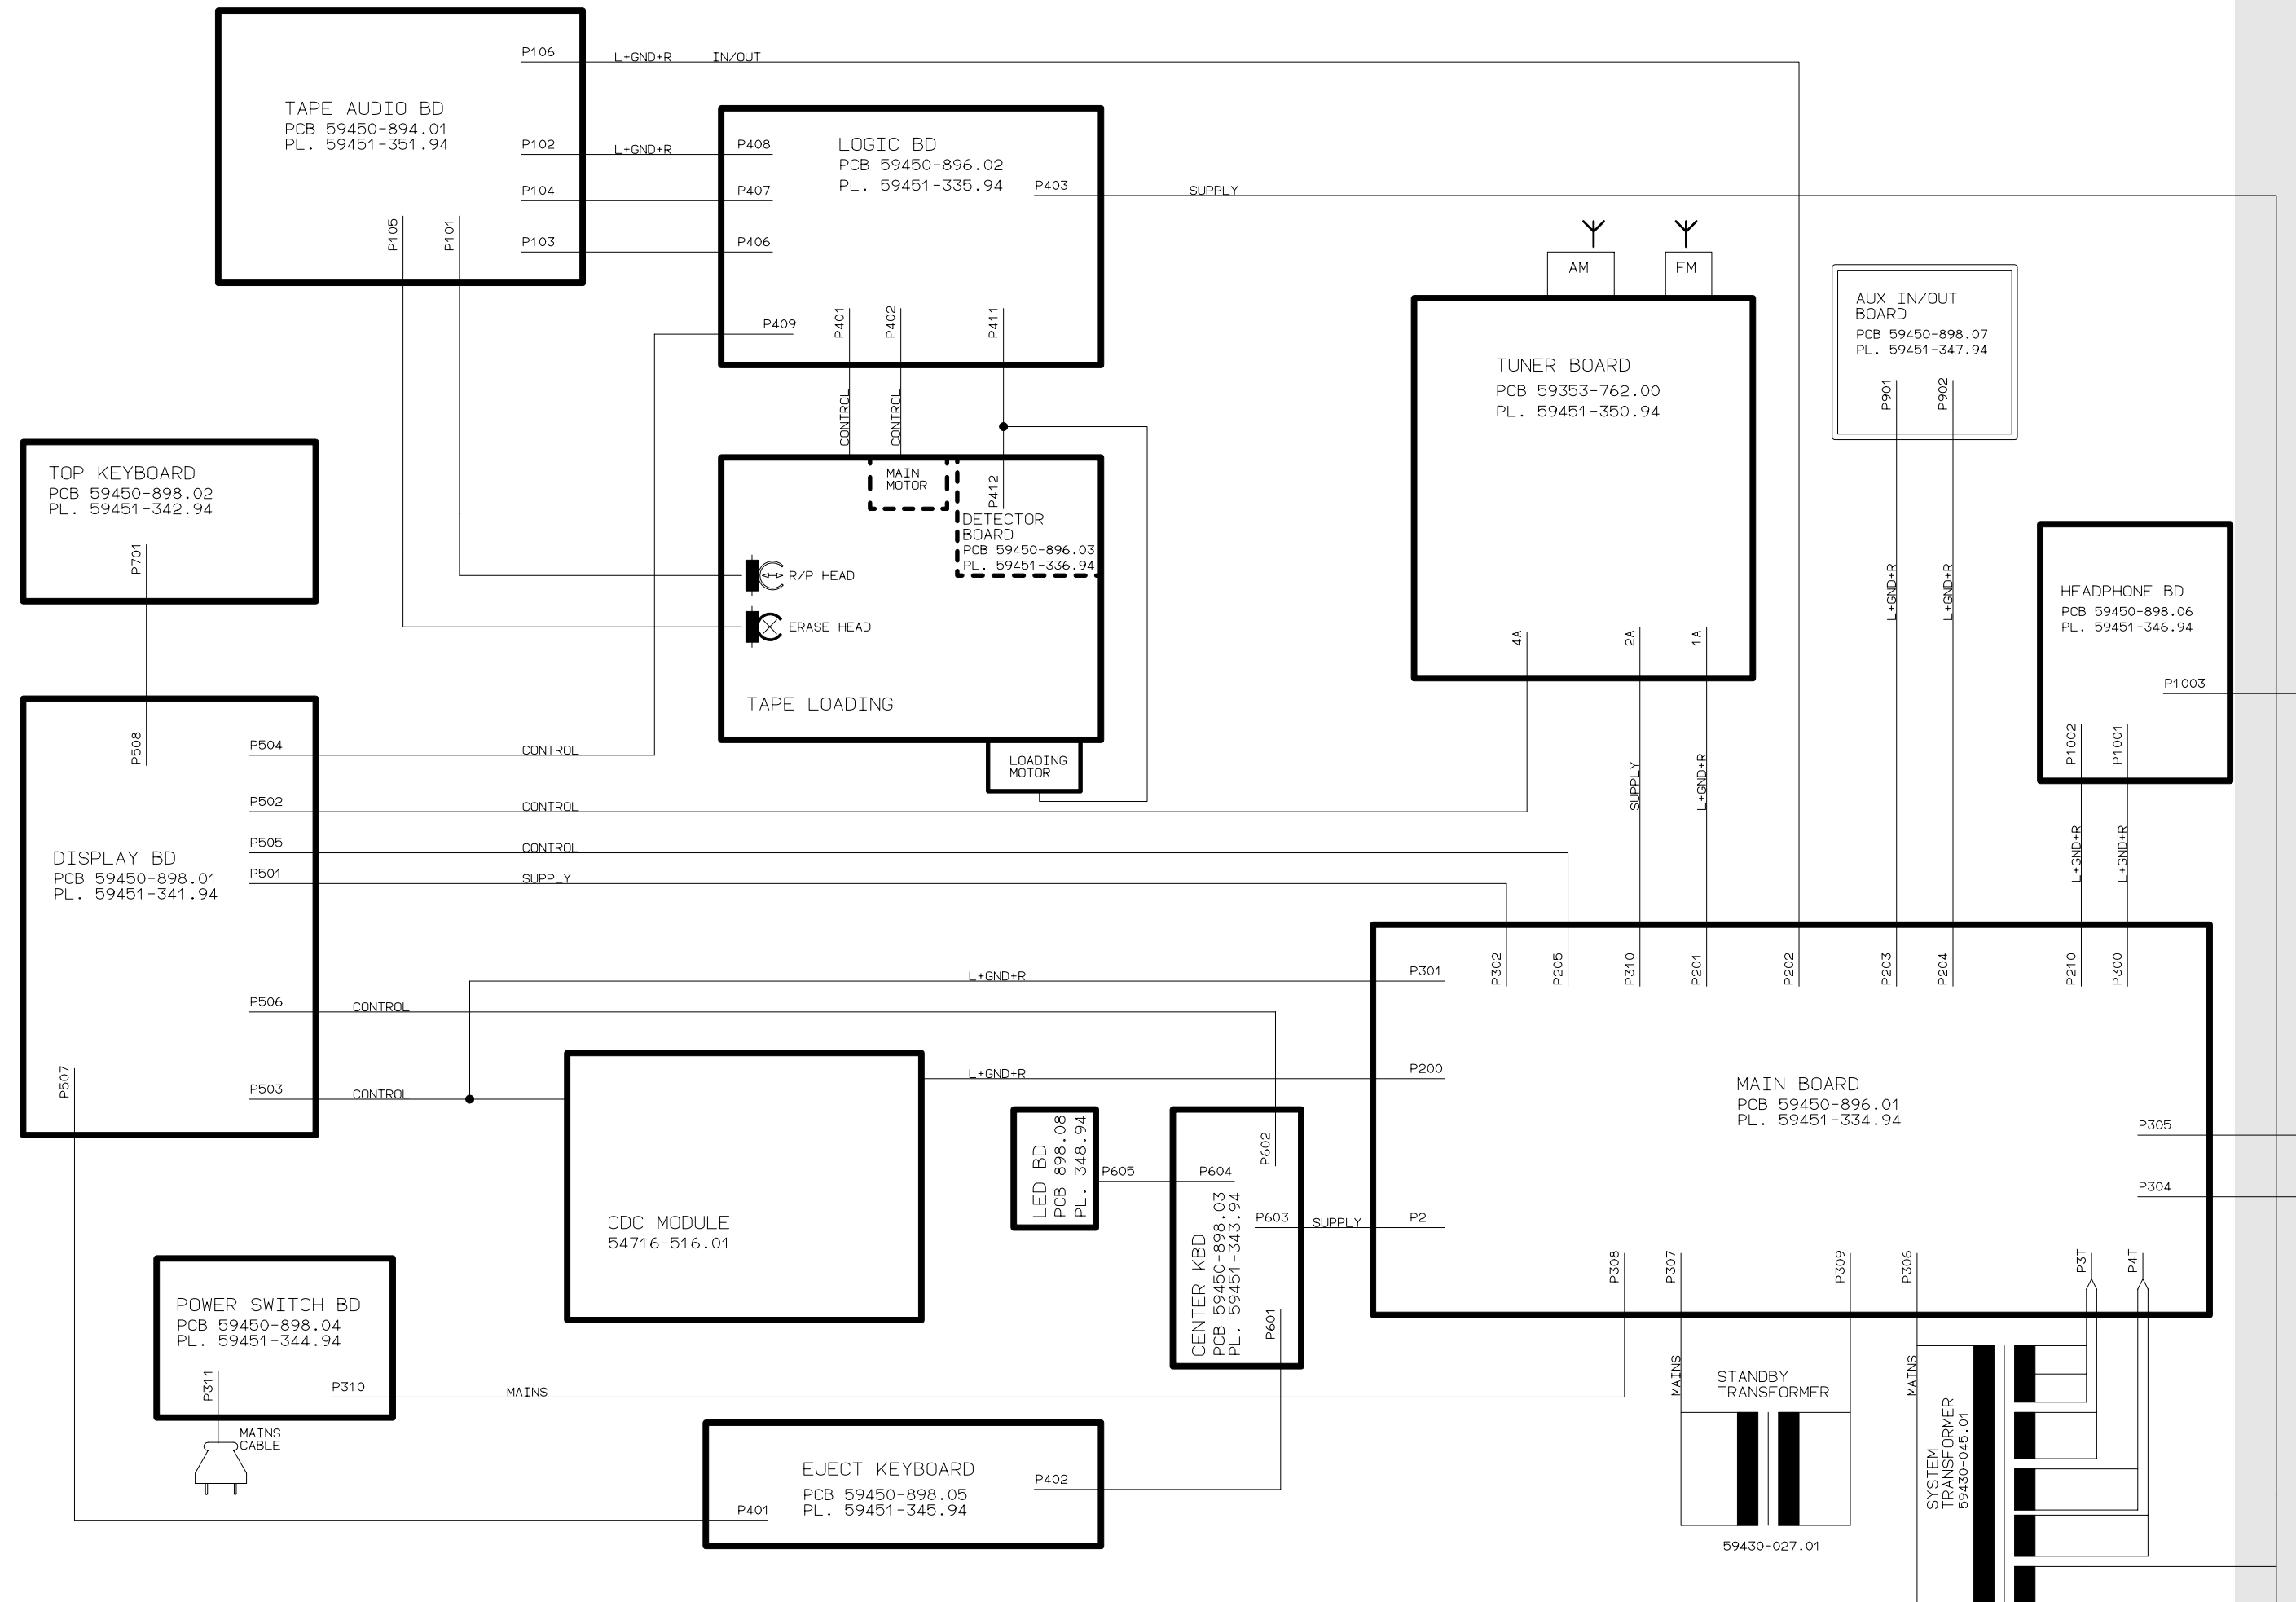 P106
L+GND+R IN/OUT
TAPE AUDIO BD
PCB 59450-894.01
PL. 59451-351.94
P102
L+GND+R
P104
P103
P105
P101
P408
P407
P406
LOGIC BD
PCB 59450-896.02
PL. 59451-335.94
P403
SUPPLY
P409
P401
P402
P411
CONTROL
CONTROL
AM
FM
TUNER BOARD
PCB 59353-762.00
PL. 59451-350.94
4A
2A
1A
AUX IN/OUT
BOARD
PCB 59450-898.07
PL. 59451-347.94
P901
P902
TOP KEYBOARD
PCB 59450-898.02
PL. 59451-342.94
P701
MAIN
MOTOR
P412
DETECTOR
BOARD
PCB 59450-896.03
PL. 59451-336.94
R/P HEAD
ERASE HEAD
TAPE LOADING
LOADING
MOTOR
L+GND+R
L+GND+R
HEADPHONE BD
PCB 59450-898.06
PL. 59451-346.94
P1003
P1002
P1001
SUPPLY
L+GND+R
L+GND+R
L+GND+R
P508
P504
CONTROL
P502
CONTROL
P505
CONTROL
P501
SUPPLY
DISPLAY BD
PCB 59450-898.01
PL. 59451-341.94
P506
CONTROL
P503
CONTROL
P507
L+GND+R
L+GND+R
P301
P302
P205
P310
P201
P202
P203
P204
P210
P300
P200
MAIN BOARD
PCB 59450-896.01
PL. 59451-334.94
P305
P304
P2
P308
P307
P309
P306
P3T
P4T
CDC MODULE
54716-516.01
LED BD
PCB 898.08
PL. 348.94
P605
P604
P602
P603
SUPPLY
CENTER KBD
PCB 59450-898.03
PL. 59451-343.94
P601
POWER SWITCH BD
PCB 59450-898.04
PL. 59451-344.94
P311
P310
MAINS
MAINS
CABLE
EJECT KEYBOARD
PCB 59450-898.05
PL. 59451-345.94
P401
P402
MAINS
STANDBY
TRANSFORMER
59430-027.01
MAINS
SYSTEM
TRANSFORMER
59430-045.01